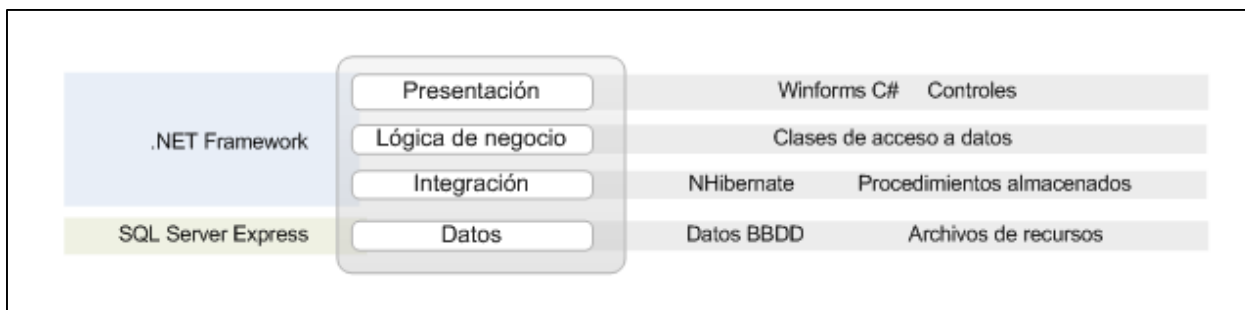 Presentación Winforms C# Controles
.NET Framework Lógica de negocio Clases de acceso a datos
Integración NHibernate Procedimientos almacenados
SQL Server Express Datos Datos BBDD Archivos de recursos